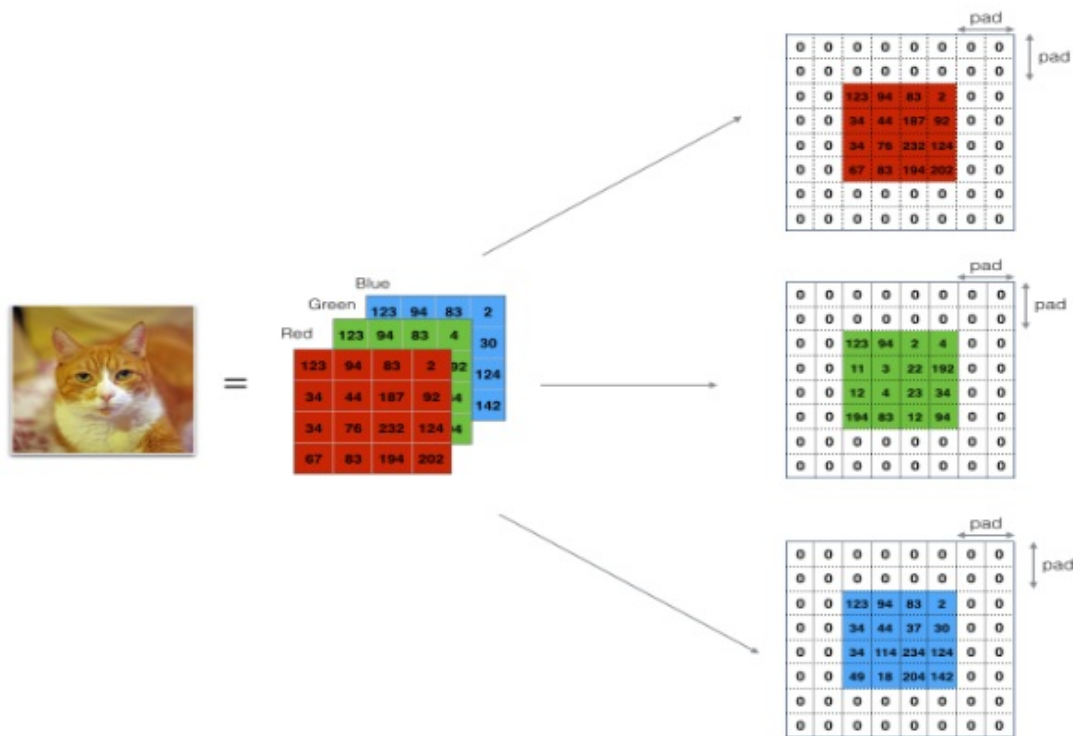 =
Blue
123 94 83 2
30
124
142
Green
123 94 83 4
92
Red
123 94 83 2
34 44 187 92
34 76 232 124
67 83 194 202
pad
pad
0 0 0 0 0 0 0 0
0 0 0 0 0 0 0 0
0 0 123 94 83 2 0 0
0 0 34 44 187 92 0 0
0 0 34 76 232 124 0 0
0 0 67 83 194 202 0 0
0 0 0 0 0 0 0 0
0 0 0 0 0 0 0 0
pad
pad
0 0 0 0 0 0 0 0
0 0 0 0 0 0 0 0
0 0 123 94 2 4 0 0
0 0 11 3 22 192 0 0
0 0 12 4 23 34 0 0
0 0 194 83 12 94 0 0
0 0 0 0 0 0 0 0
0 0 0 0 0 0 0 0
pad
pad
0 0 0 0 0 0 0 0
0 0 0 0 0 0 0 0
0 0 123 94 83 2 0 0
0 0 34 44 37 30 0 0
0 0 34 114 234 124 0 0
0 0 49 18 204 142 0 0
0 0 0 0 0 0 0 0
0 0 0 0 0 0 0 0